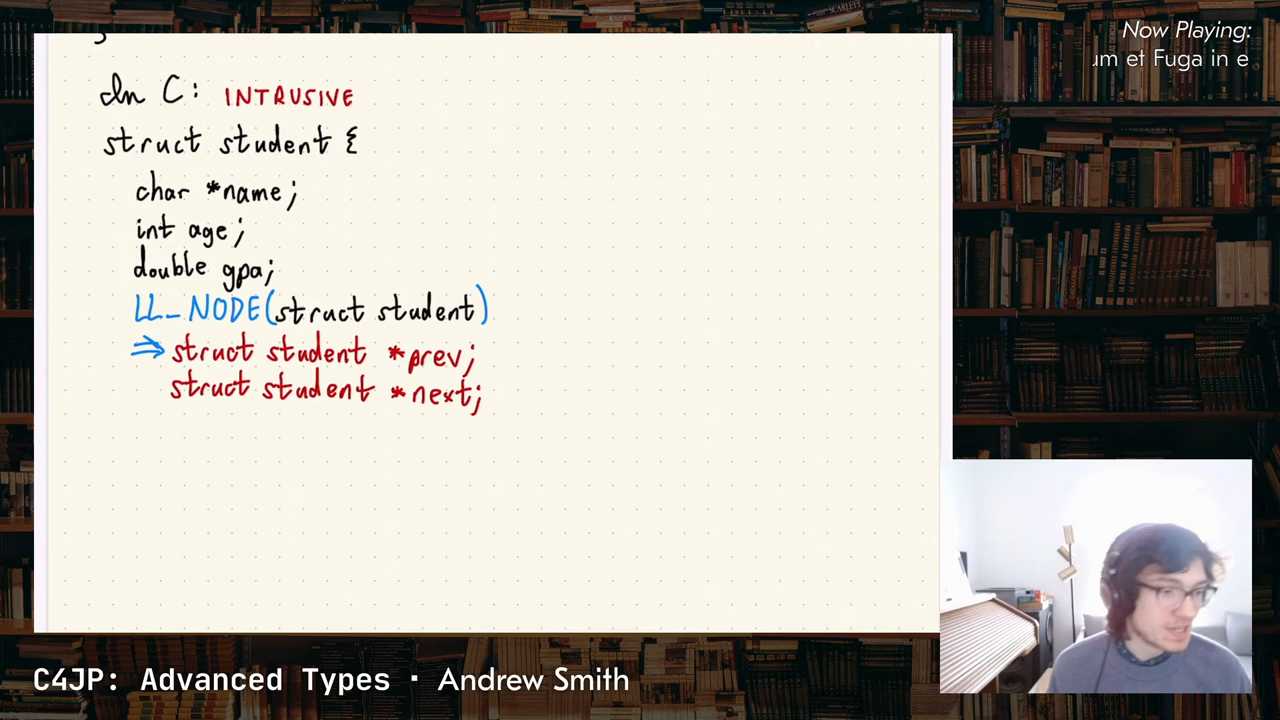 Now Playing:
um et Fuga in e
In C: INTRUSIVE
struct student {
char *name;
int age;
double gpa;
LL_NODE(struct student)
⇒ struct student *prev;
struct student *next;
C4JP: Advanced Types ▪ Andrew Smith